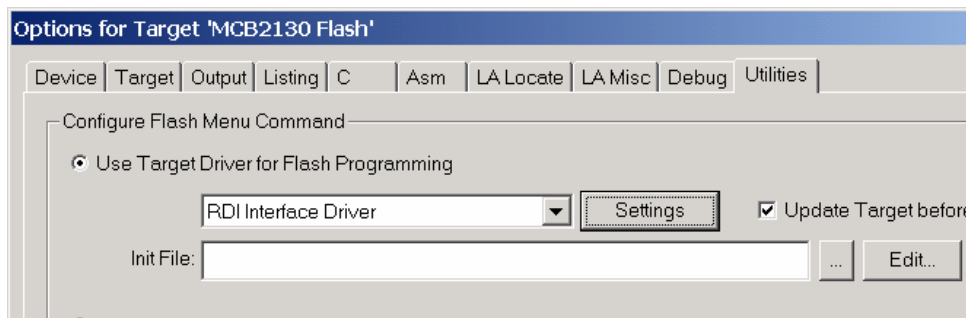 Options for Target 'MCB2130 Flash'
Device Target Output Listing C Asm LA Locate LA Misc Debug Utilities
Configure Flash Menu Command
Use Target Driver for Flash Programming
RDI Interface Driver Settings Update Target before
Init File: ... Edit...